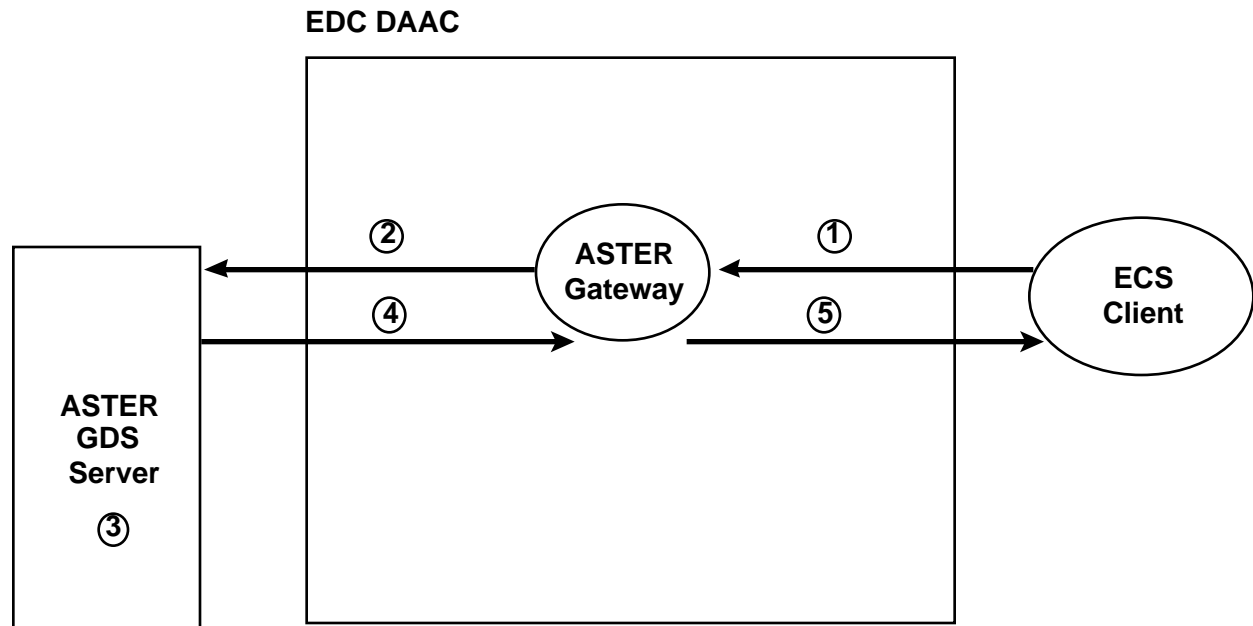 EDC DAAC
2
1
ASTER
Gateway
ECS
Client
4
5
ASTER
GDS
Server
3